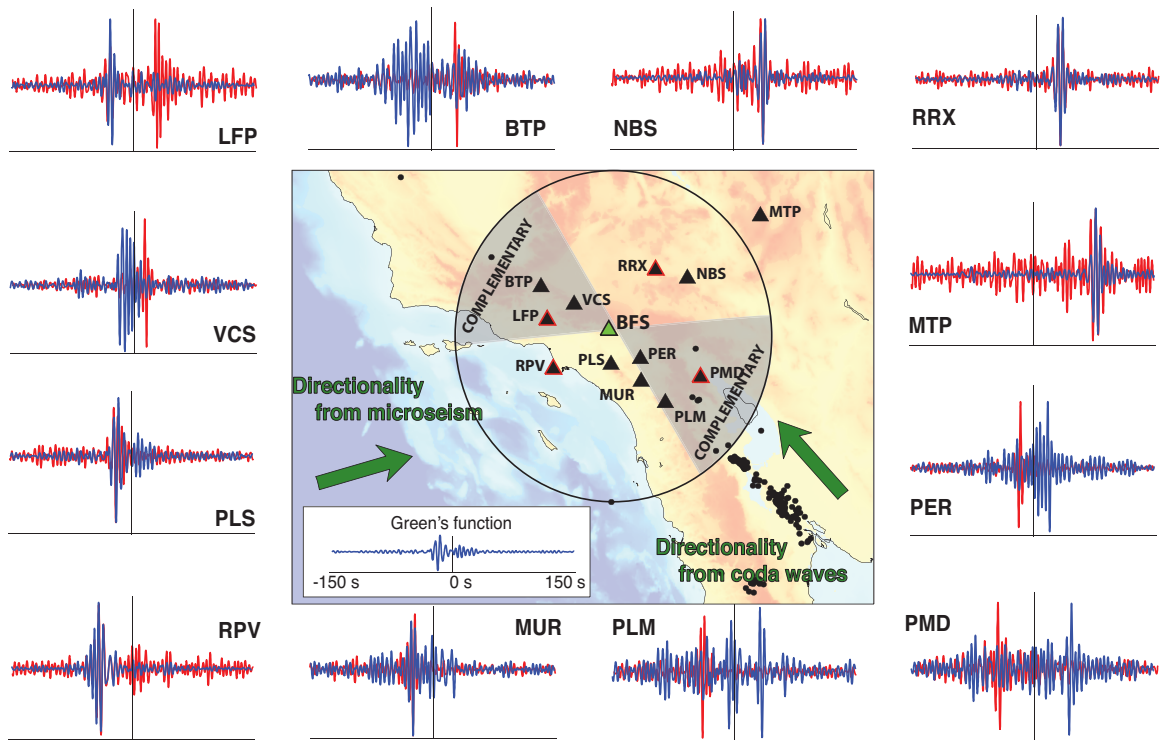 LFP
BTP
NBS
RRX
VCS
MTP
PLS
PER
RPV
MUR
PLM
PMD
COMPLEMENTARY
MTP
RRX
NBS
BTP
VCS
LFP
BFS
RPV
PLS
PER
PMD
MUR
PLM
COMPLEMENTARY
Directionality
from microseism
Directionality
from coda waves
Green's function
-150 s
0 s
150 s